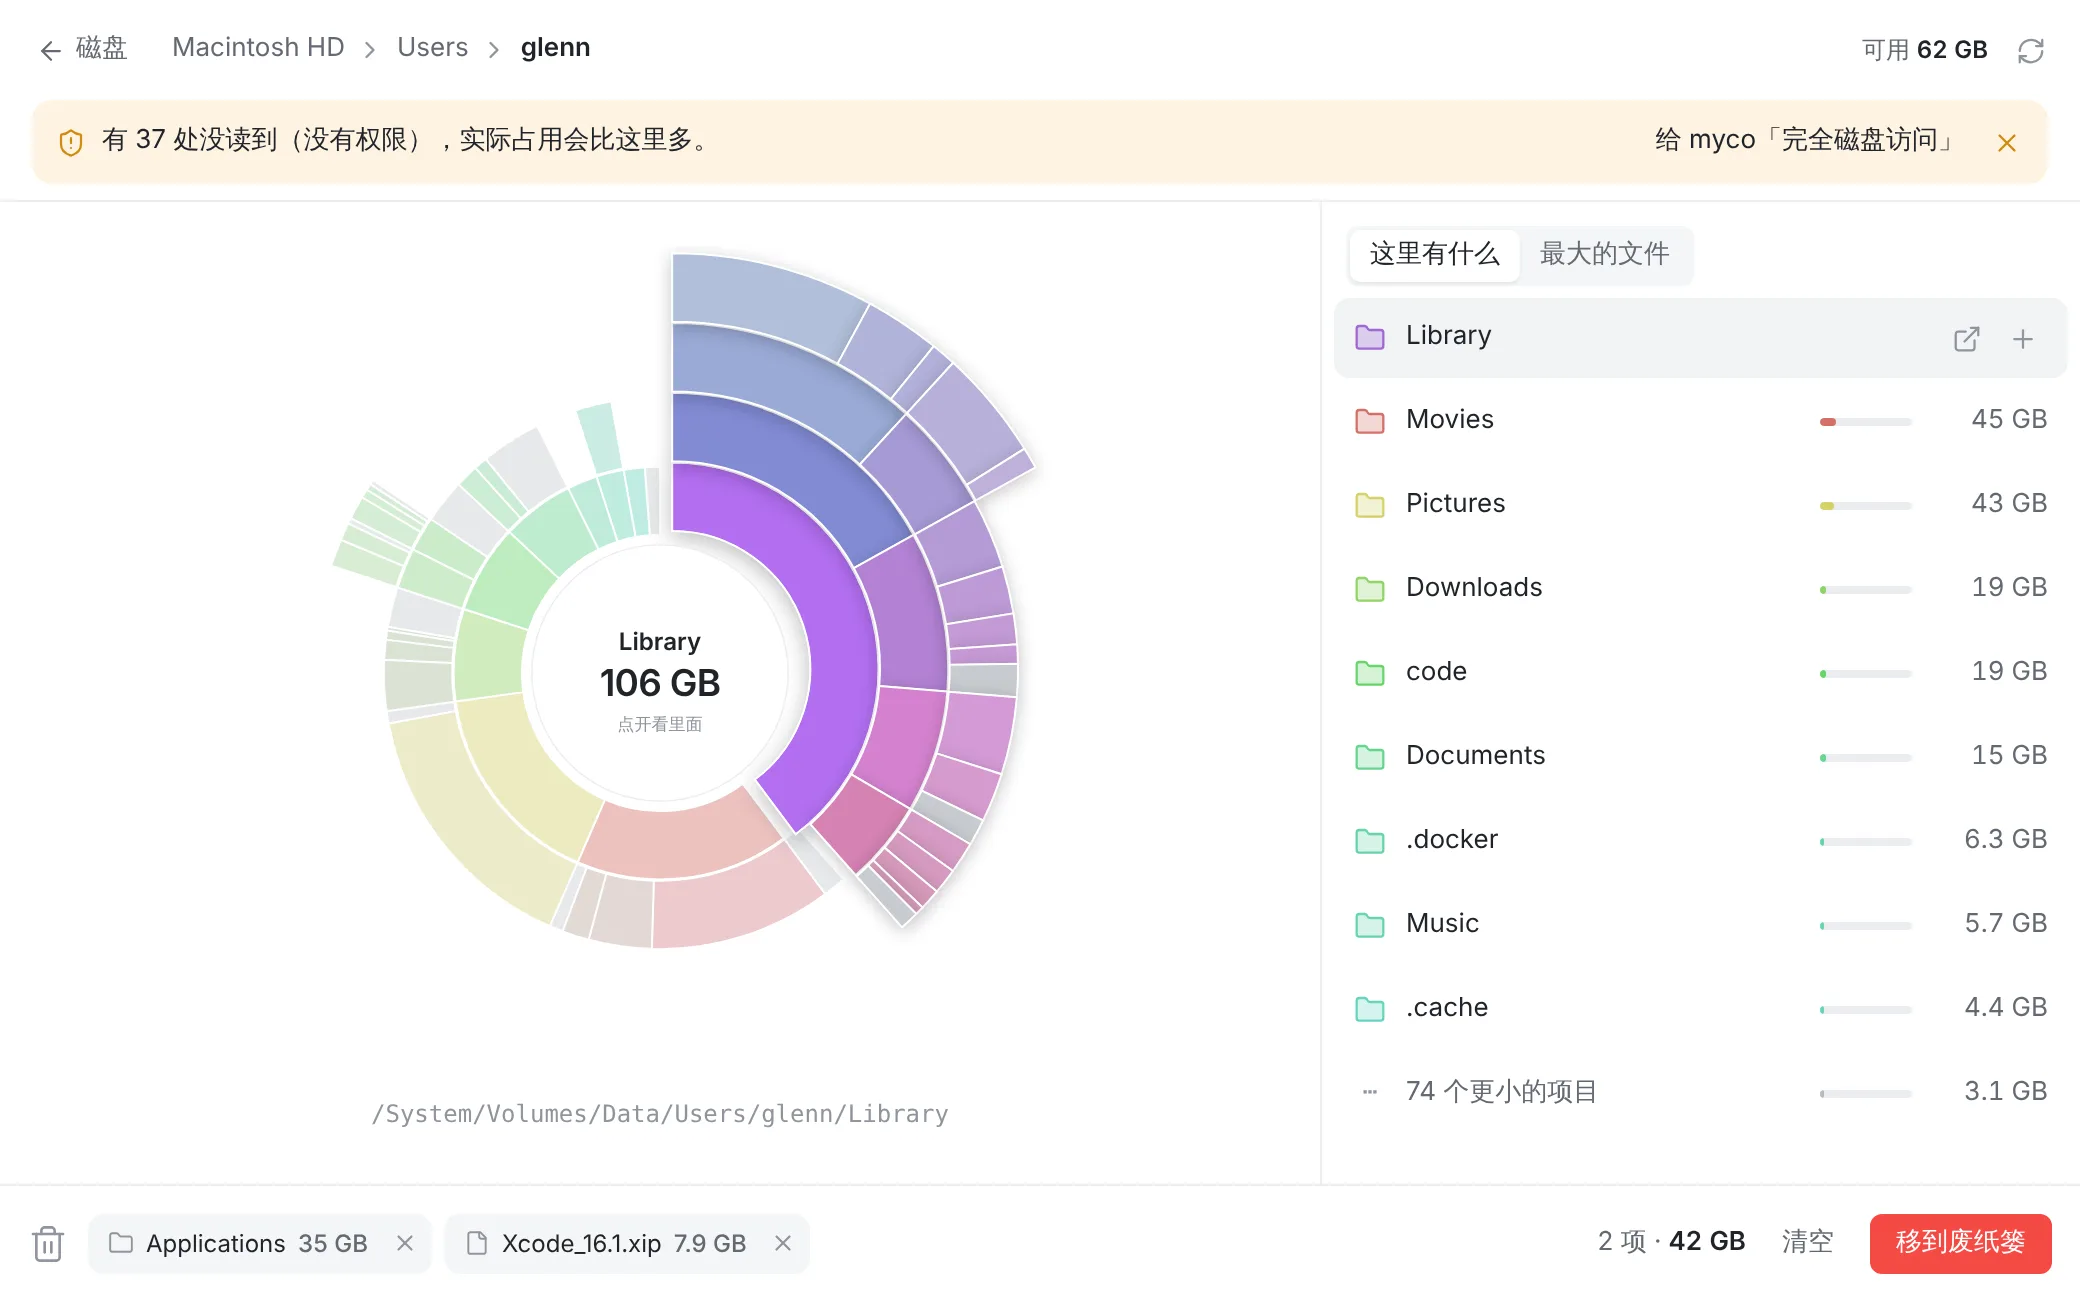 磁盘
Macintosh HD
Users
glenn
可用 62 GB
有 37 处没读到（没有权限），实际占用会比这里多。
给 myco「完全磁盘访问」
这里有什么
最大的文件
Library
Movies
45 GB
Pictures
43 GB
Downloads
19 GB
code
19 GB
Documents
15 GB
.docker
6.3 GB
Music
5.7 GB
.cache
4.4 GB
74 个更小的项目
3.1 GB
Library
106 GB
点开看里面
/System/Volumes/Data/Users/glenn/Library
Applications 35 GB
Xcode_16.1.xip 7.9 GB
2 项 · 42 GB
清空
移到废纸篓